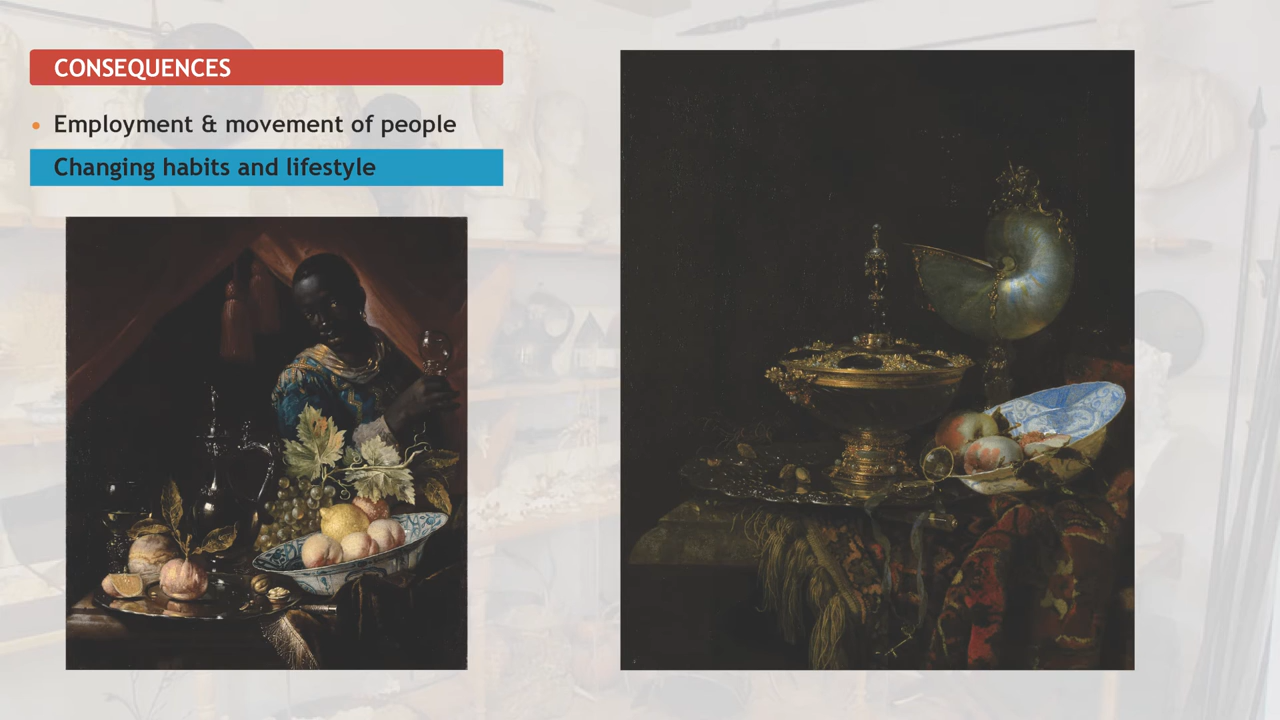 CONSEQUENCES
• Employment & movement of people
Changing habits and lifestyle